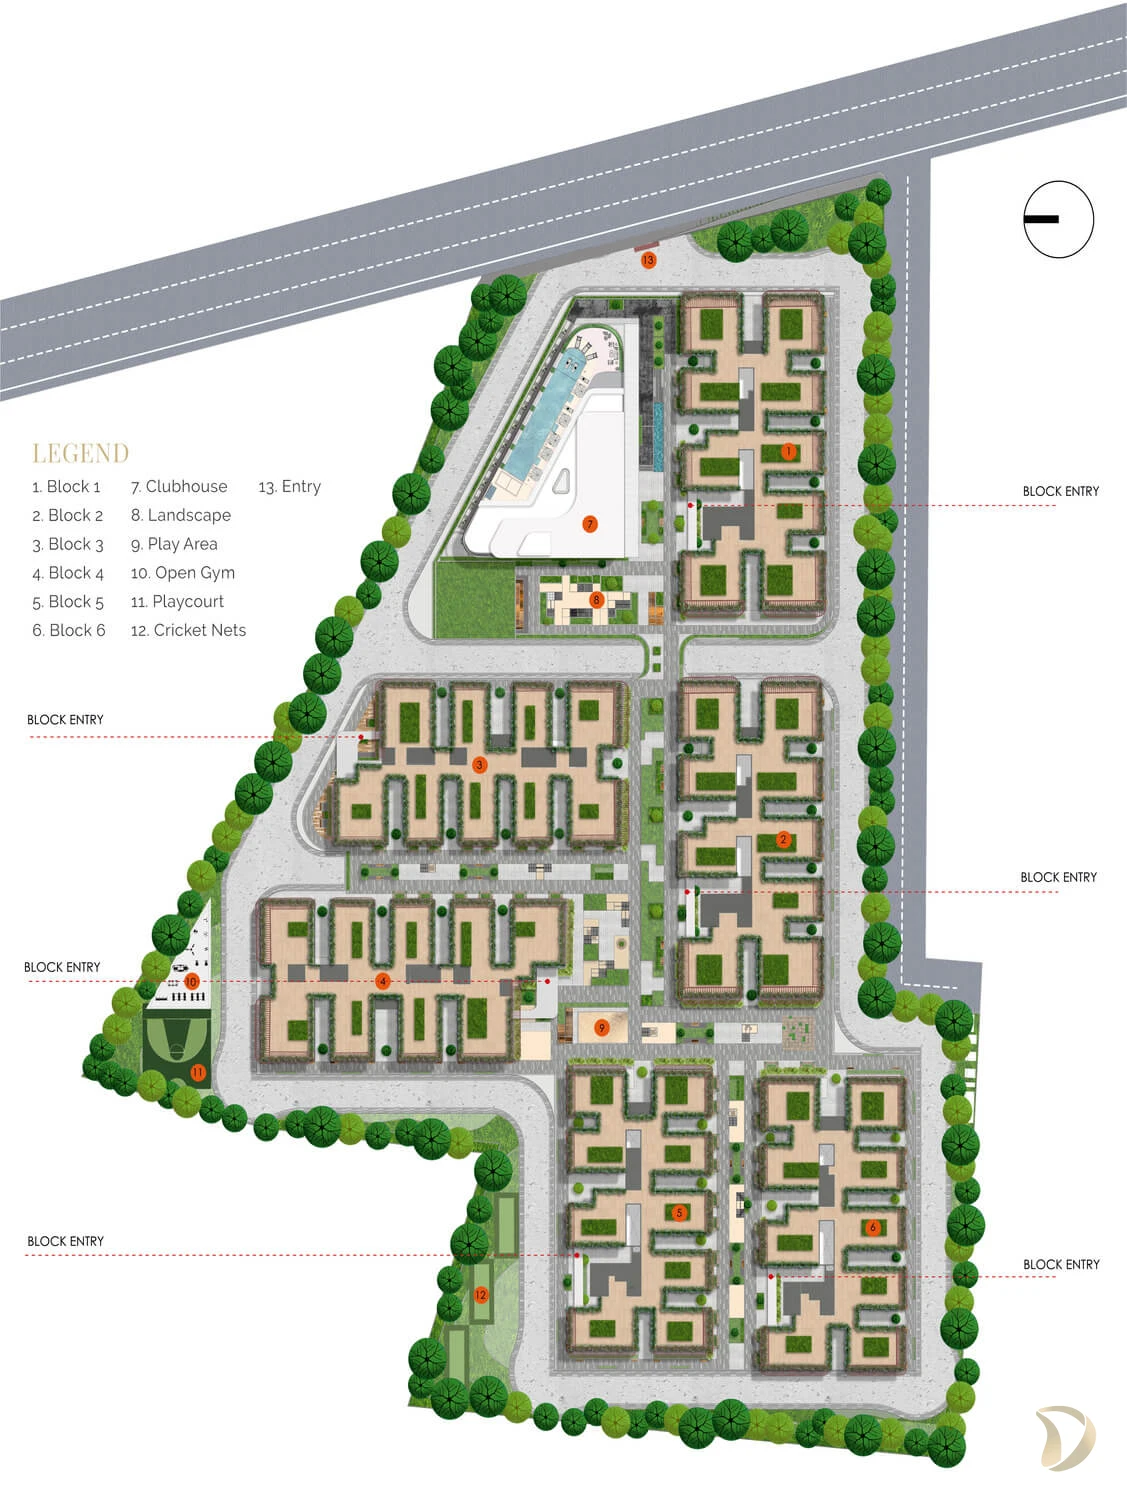 13
1
BLOCK ENTRY
LEGEND
1. Block 1 7. Clubhouse 13. Entry
2. Block 2 8. Landscape
3. Block 3 9. Play Area
4. Block 4 10. Open Gym
5. Block 5 11. Playcourt
6. Block 6 12. Cricket Nets
7
8
BLOCK ENTRY
3
2
BLOCK ENTRY
BLOCK ENTRY
10
4
9
11
5
6
BLOCK ENTRY
BLOCK ENTRY
12